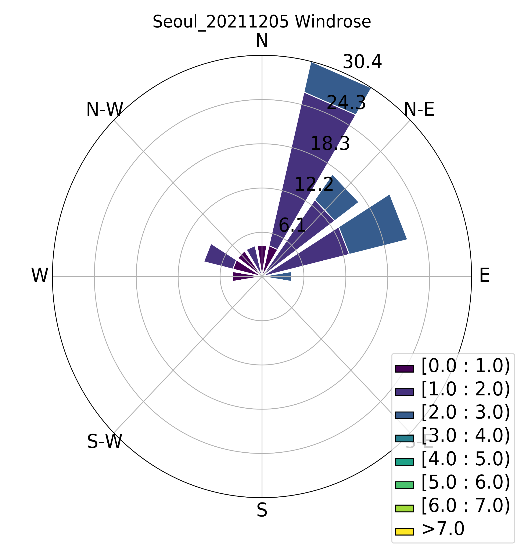 Seoul_20211205 Windrose
N
30.4
N-W
24.3
N-E
18.3
12.2
6.1
W
E
[0.0 : 1.0)
[1.0 : 2.0)
[2.0 : 3.0)
[3.0 : 4.0)
S-W
S-E
[4.0 : 5.0)
[5.0 : 6.0)
[6.0 : 7.0)
>7.0
S